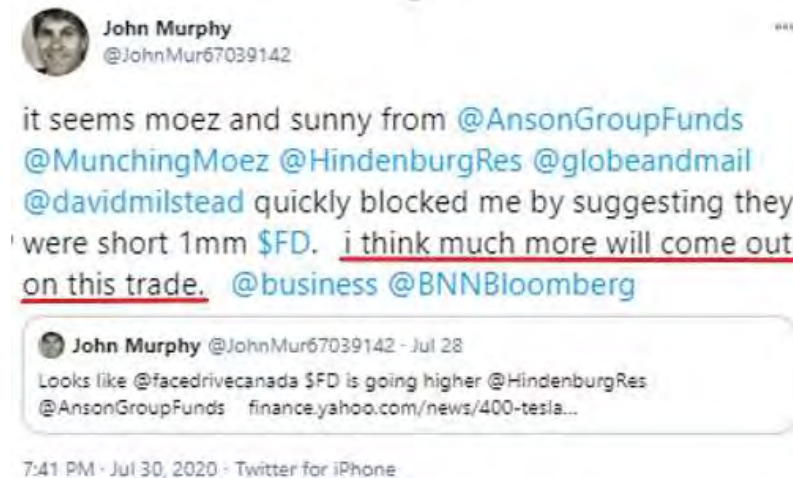 John Murphy
@JohnMur67039142
it seems moez and sunny from @AnsonGroupFunds
@MunchingMoez @HindenburgRes @globeandmail
@davidmilstead quickly blocked me by suggesting they
were short 1mm $FD. i think much more will come out
on this trade. @business @BNNBloomberg
John Murphy @JohnMur67039142 · Jul 28
Looks like @facedrivecanada $FD is going higher @HindenburgRes
@AnsonGroupFunds finance.yahoo.com/news/400-tesla...
7:41 PM · Jul 30, 2020 · Twitter for iPhone